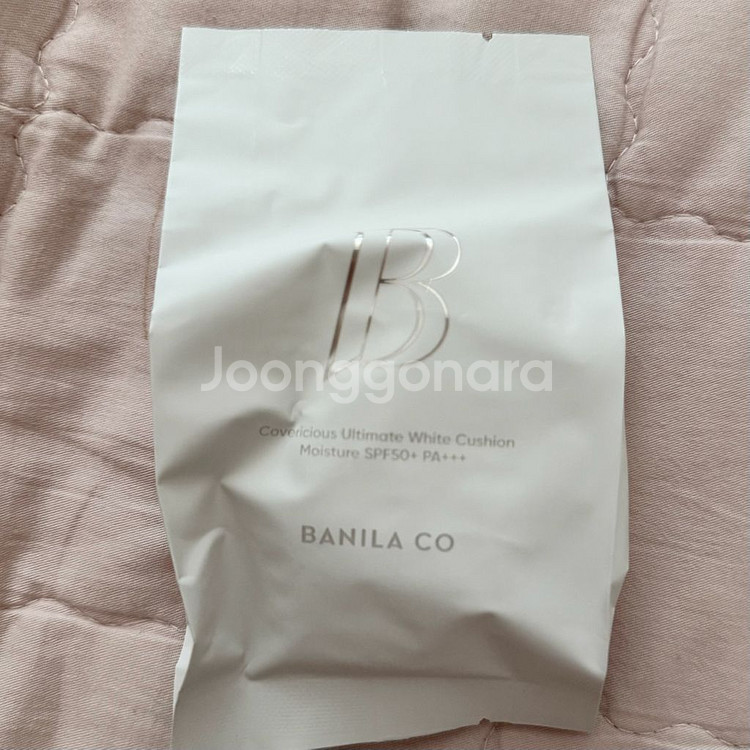 B
Joonggonara
Covericious Ultimate White Cushion
Moisture SPF50+ PA+++
BANILA CO